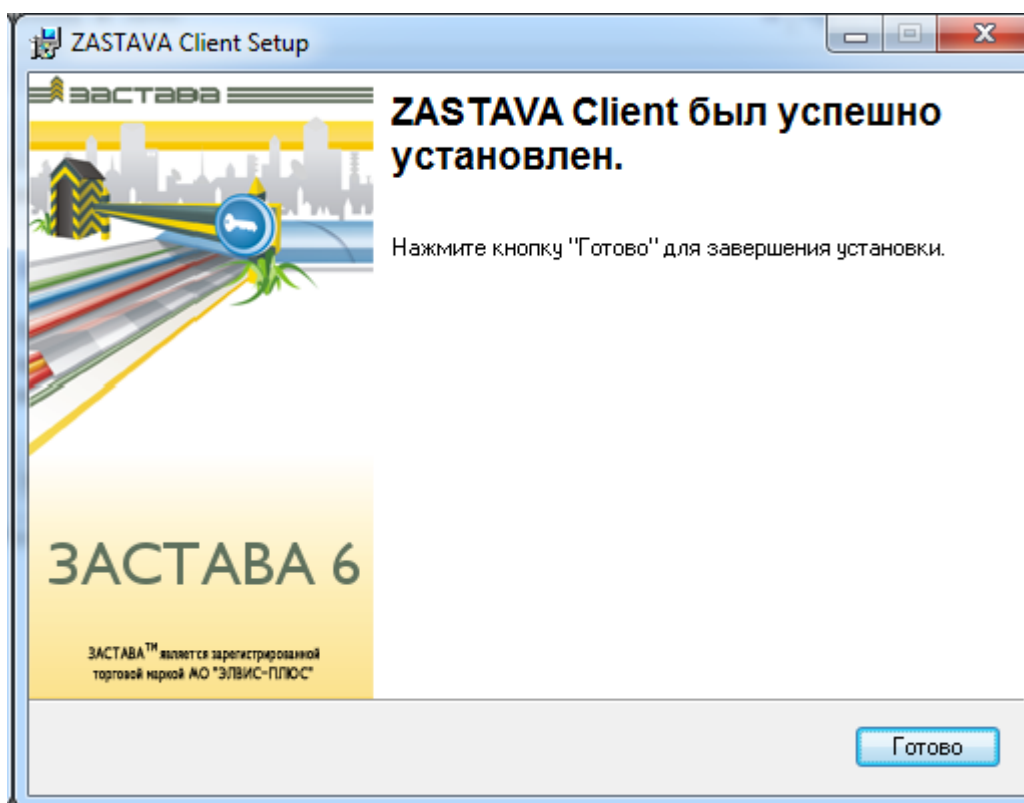 ZASTAVA Client Setup
застава
ZASTAVA Client был успешно
установлен.
Нажмите кнопку "Готово" для завершения установки.
ЗАСТАВА 6
ЗАСТАВА™ является зарегистрированной
торговой маркой АО "ЭЛВИС-ПЛЮС"
Готово